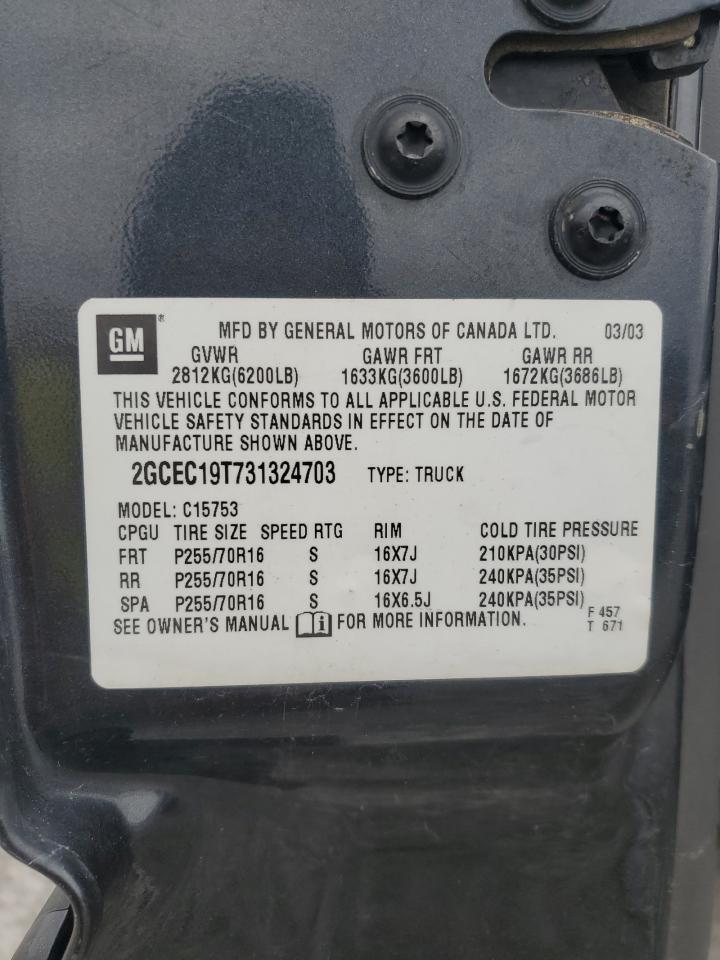 GM ® MFD BY GENERAL MOTORS OF CANADA LTD. 03/03
GVWR GAWR FRT GAWR RR
2812KG(6200LB) 1633KG(3600LB) 1672KG(3686LB)
THIS VEHICLE CONFORMS TO ALL APPLICABLE U.S. FEDERAL MOTOR
VEHICLE SAFETY STANDARDS IN EFFECT ON THE DATE OF
MANUFACTURE SHOWN ABOVE.
2GCEC19T731324703 TYPE: TRUCK
MODEL: C15753
CPGU TIRE SIZE SPEED RTG RIM COLD TIRE PRESSURE
FRT P255/70R16 S 16X7J 210KPA(30PSI)
RR P255/70R16 S 16X7J 240KPA(35PSI)
SPA P255/70R16 S 16X6.5J 240KPA(35PSI)
SEE OWNER'S MANUAL i FOR MORE INFORMATION.
F 457
T 671